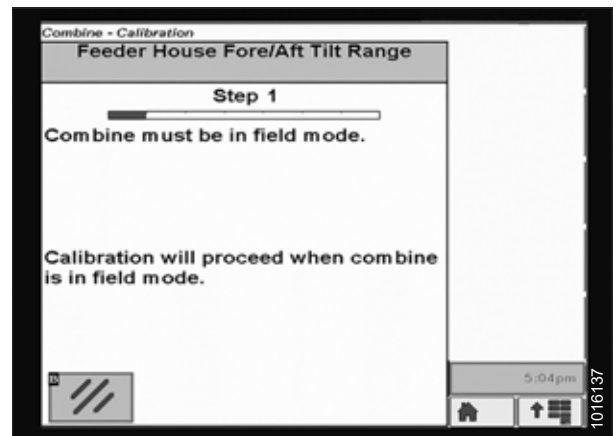 Combine - Calibration
Feeder House Fore/Aft Tilt Range
Step 1
Combine must be in field mode.
Calibration will proceed when combine
is in field mode.
5:04pm
1016137